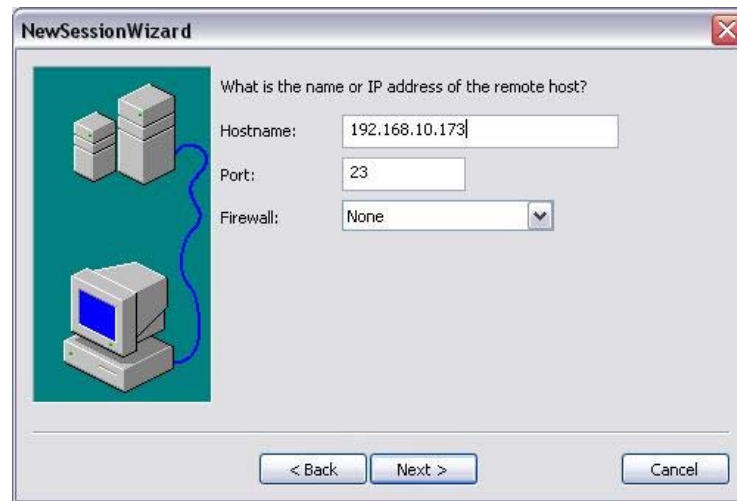 NewSessionWizard
What is the name or IP address of the remote host?
Hostname: 192.168.10.173
Port: 23
Firewall: None
< Back Next > Cancel